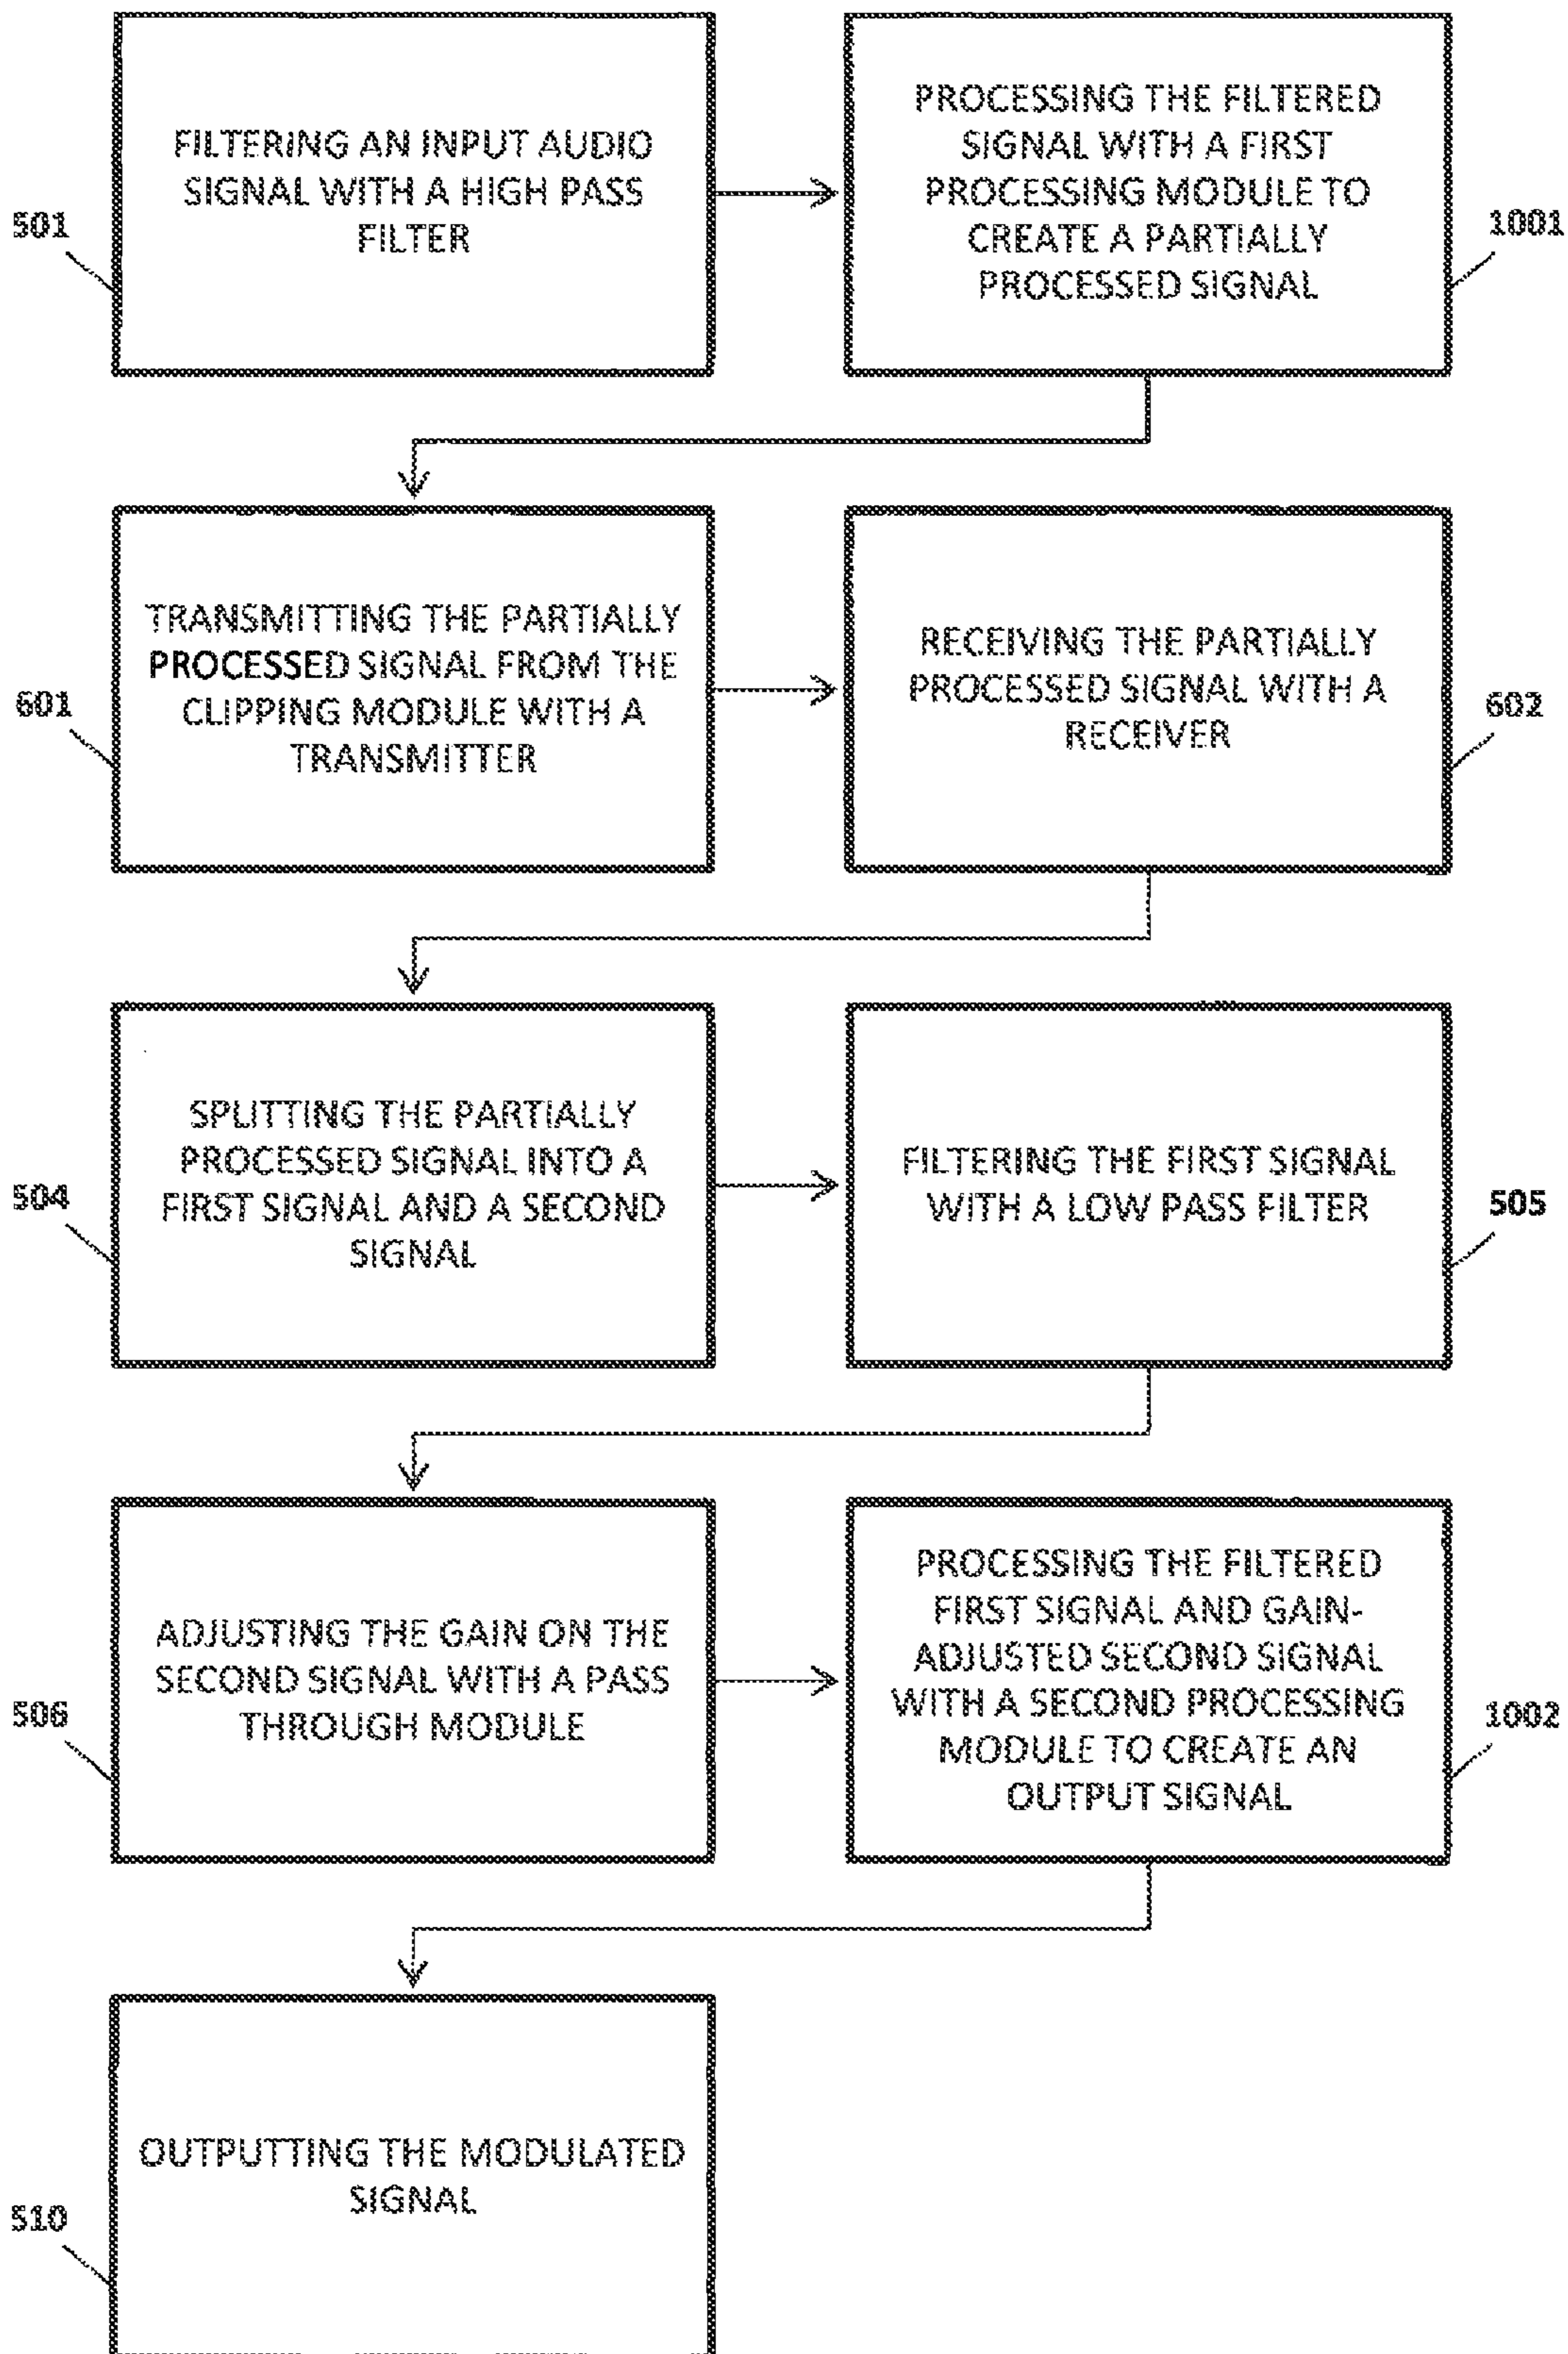 FILTERING AN INPUT AUDIO
SIGNAL WITH A HIGH PASS
FILTER
501
PROCESSING THE FILTERED
SIGNAL WITH A FIRST
PROCESSING MODULE TO
CREATE A PARTIALLY
PROCESSED SIGNAL
1001
TRANSMITTING THE PARTIALLY
PROCESSED SIGNAL FROM THE
CLIPPING MODULE WITH A
TRANSMITTER
601
RECEIVING THE PARTIALLY
PROCESSED SIGNAL WITH A
RECEIVER
602
SPLITTING THE PARTIALLY
PROCESSED SIGNAL INTO A
FIRST SIGNAL AND A SECOND
SIGNAL
504
FILTERING THE FIRST SIGNAL
WITH A LOW PASS FILTER
505
ADJUSTING THE GAIN ON THE
SECOND SIGNAL WITH A PASS
THROUGH MODULE
506
PROCESSING THE FILTERED
FIRST SIGNAL AND GAIN-
ADJUSTED SECOND SIGNAL
WITH A SECOND PROCESSING
MODULE TO CREATE AN
OUTPUT SIGNAL
1002
OUTPUTTING THE MODULATED
SIGNAL
510